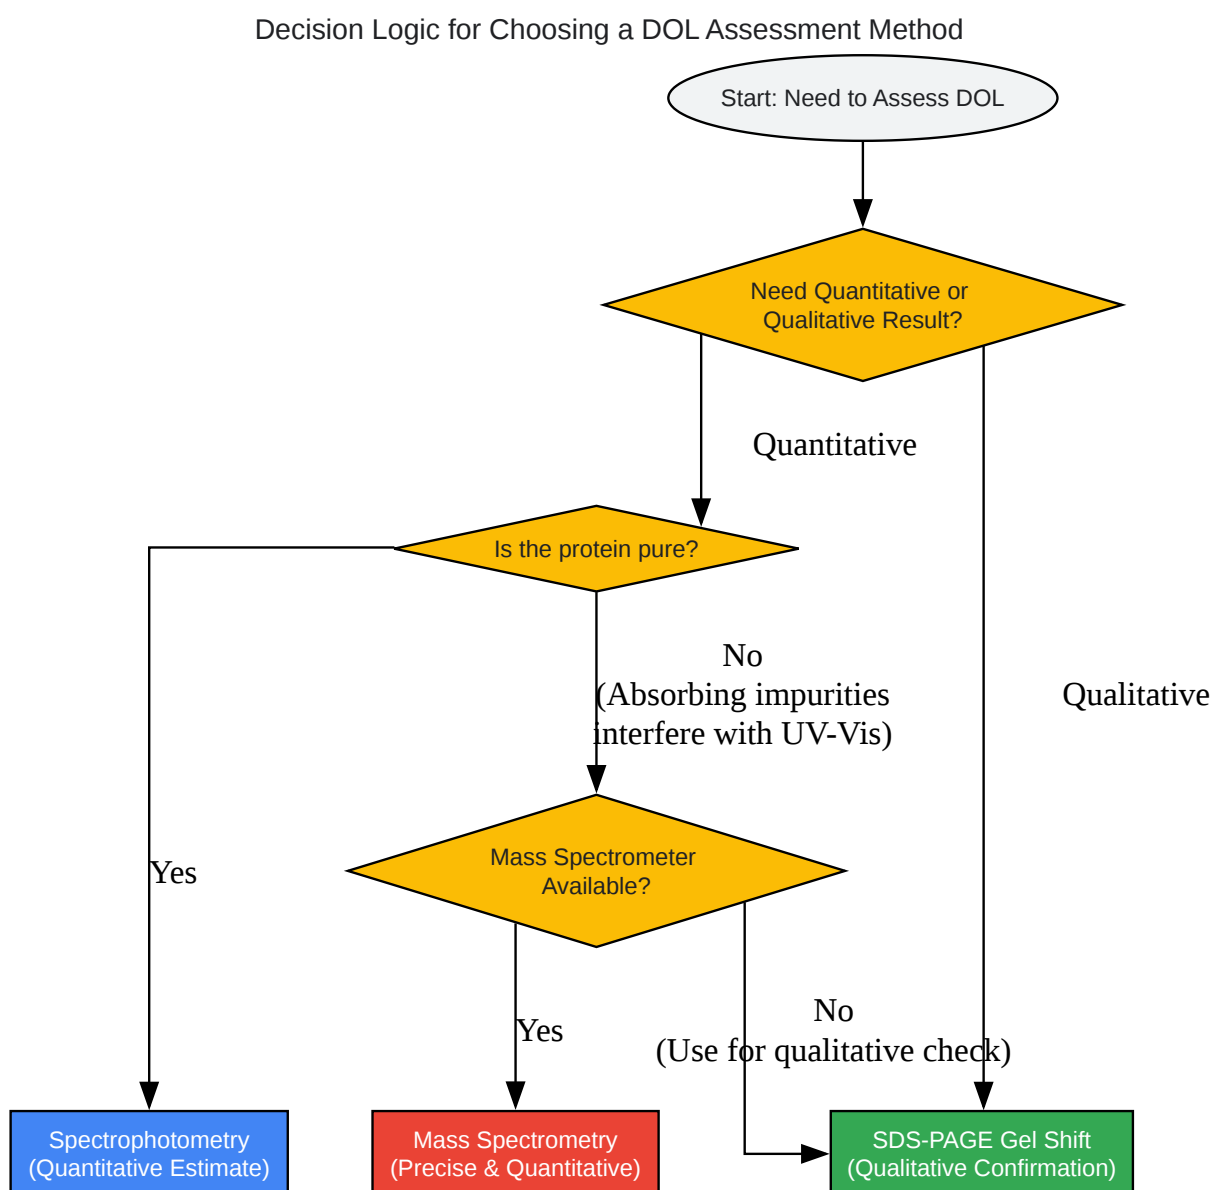 Decision Logic for Choosing a DOL Assessment Method
Start: Need to Assess DOL
Need Quantitative or
Qualitative Result?
Quantitative
Is the protein pure?
No
(Absorbing impurities
interfere with UV-Vis)
Qualitative
Mass Spectrometer
Available?
Yes
No
(Use for qualitative check)
Yes
Spectrophotometry
(Quantitative Estimate)
Mass Spectrometry
(Precise & Quantitative)
SDS-PAGE Gel Shift
(Qualitative Confirmation)